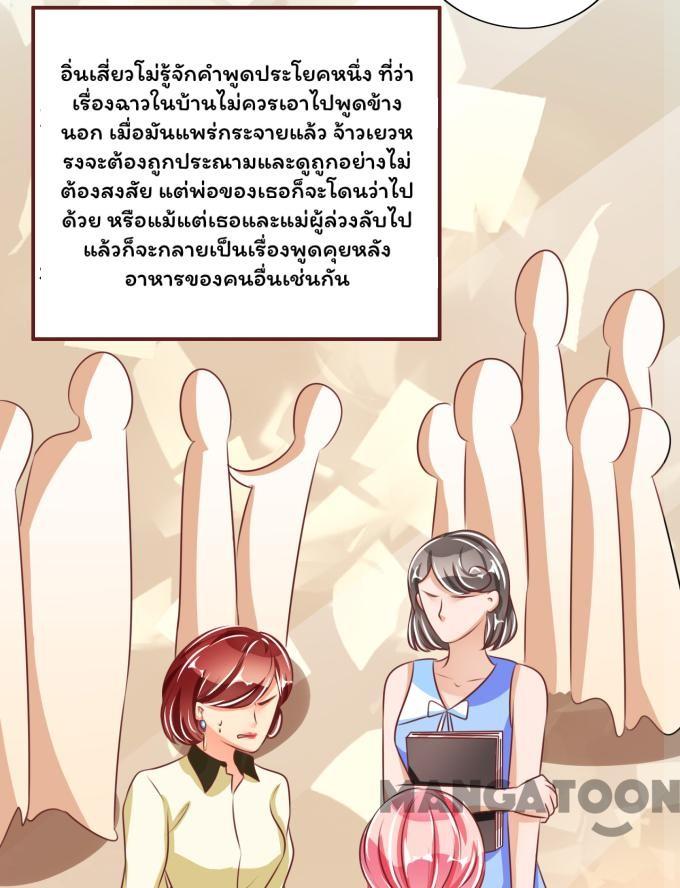 อิ่นเสี่ยวโม่รู้จักคำพูดประโยคหนึ่ง ที่ว่า
เรื่องฉาวในบ้านไม่ควรเอาไปพูดข้าง
นอก เมื่อมันแพร่กระจายแล้ว จ้าวเยวห
รงจะต้องถูกประณามและดูถูกอย่างไม่
ต้องสงสัย แต่พ่อของเธอก็จะโดนว่าไป
ด้วย หรือแม้แต่เธอและแม่ผู้ล่วงลับไป
แล้วก็จะกลายเป็นเรื่องพูดคุยหลัง
อาหารของคนอื่นเช่นกัน
MANGATOON